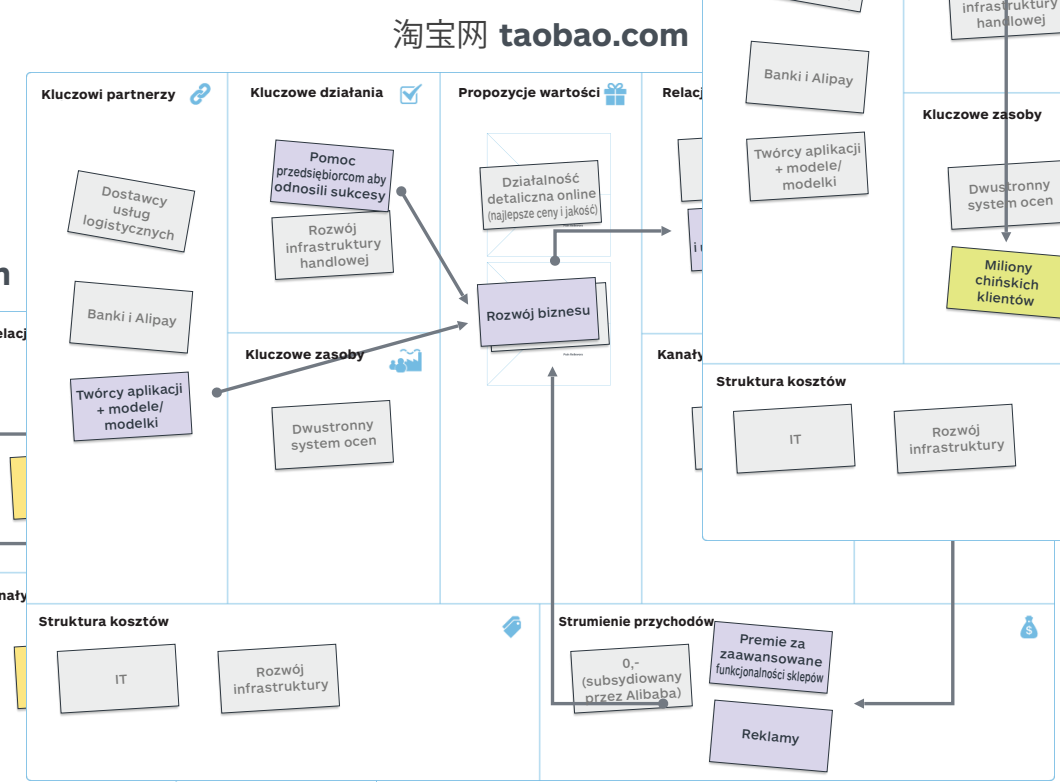 淘宝网 taobao.com
Kluczowi partnerzy
Dostawcy
usług
logistycznych
Banki i Alipay
Twórcy aplikacji
+ modele/
modelki
Kluczowe działania
Pomoc
przedsiębiorcom aby
odnosili sukcesy
Rozwój
infrastruktury
handlowej
Kluczowe zasoby
Dwustronny
system ocen
Propozycje wartości
Działalność
detaliczna online
(najlepsze ceny i jakość)
Rozwój biznesu
Relacj
i
Kanały
Struktura kosztów
IT
Rozwój
infrastruktury
Strumienie przychodów
0,-
(subsydiowany
przez Alibaba)
Premie za
zaawansowane
funkcjonalności sklepów
Reklamy
infrastruktury
handlowej
Banki i Alipay
Twórcy aplikacji
+ modele/
modelki
Kluczowe zasoby
Dwustronny
system ocen
Miliony
chińskich
klientów
Struktura kosztów
IT
Rozwój
infrastruktury
elacj
nały